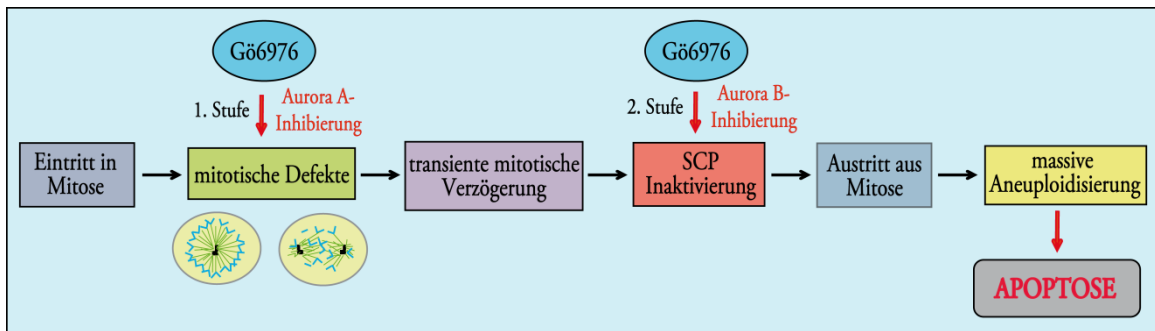 Gö6976
1. Stufe
Aurora A-
Inhibierung
Gö6976
2. Stufe
Aurora B-
Inhibierung
Eintritt in
Mitose
mitotische Defekte
transiente mitotische
Verzögerung
SCP
Inaktivierung
Austritt aus
Mitose
massive
Aneuploidisierung
APOPTOSE